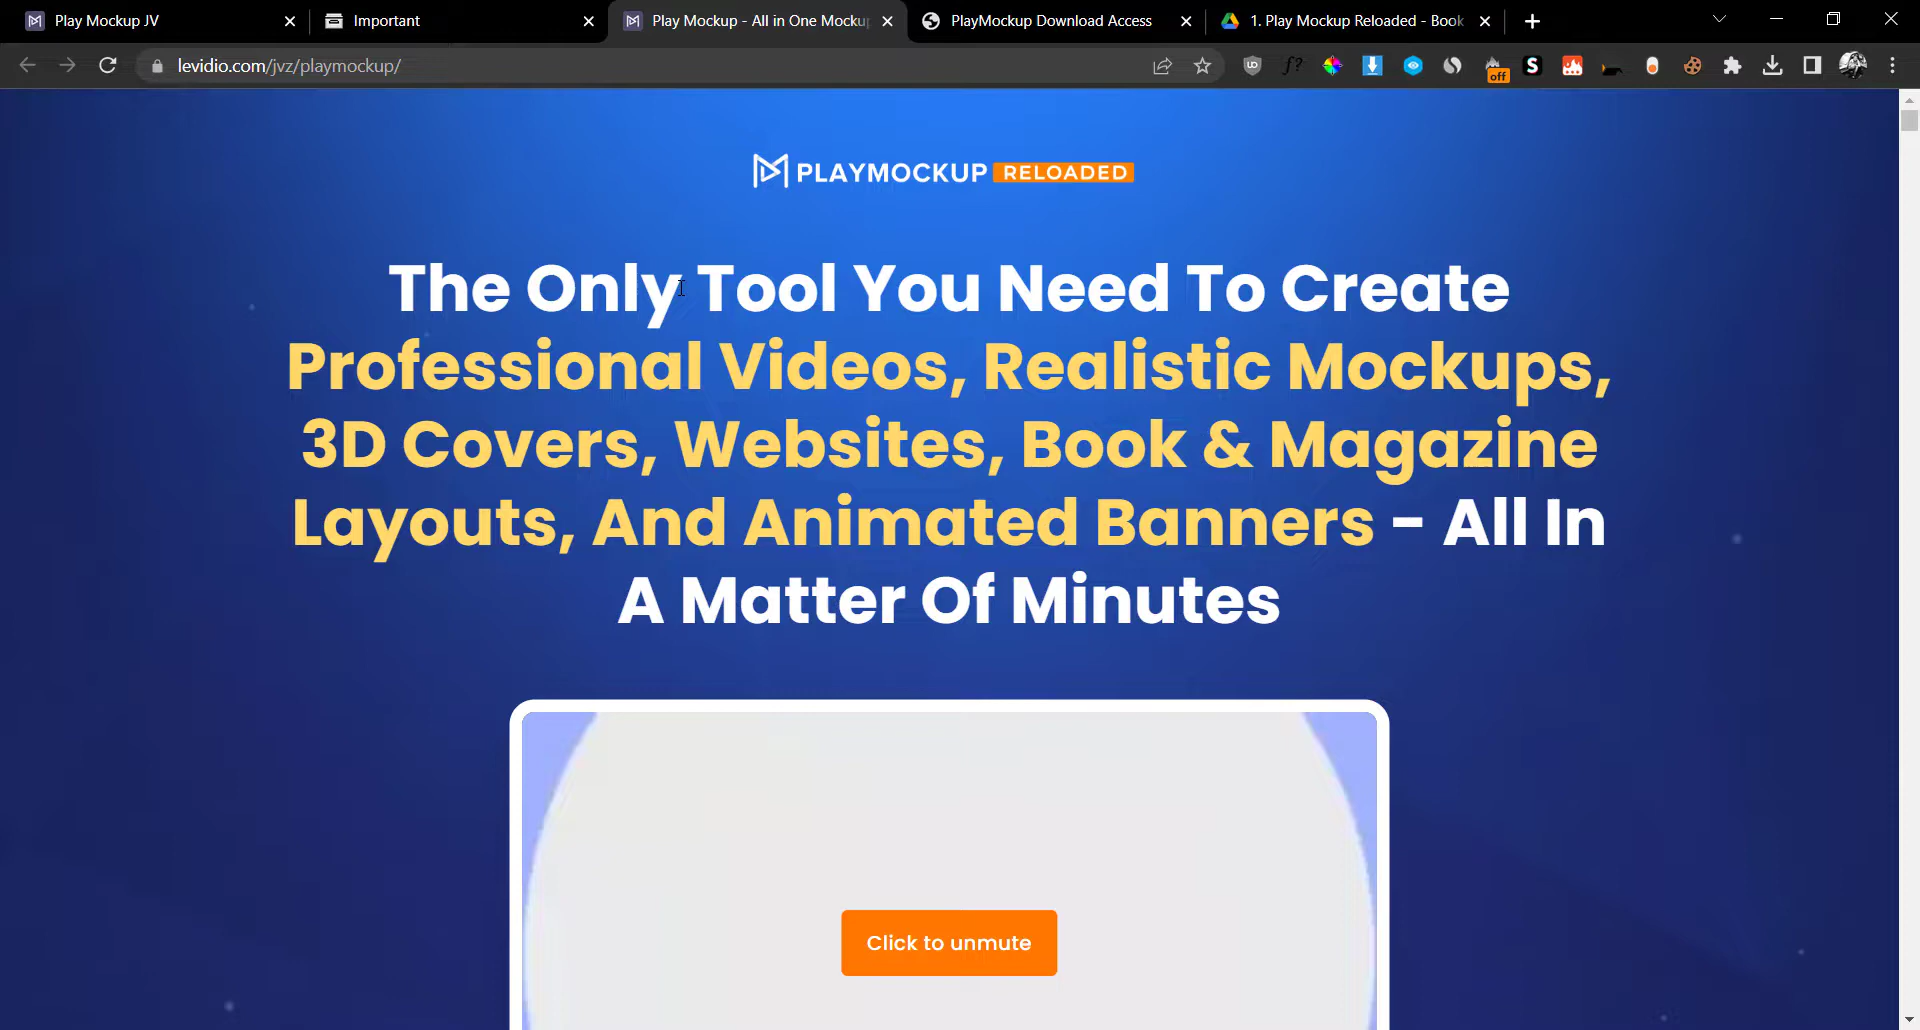 Play Mockup JV
Important
Play Mockup - All in One Mocku
PlayMockup Download Access
1. Play Mockup Reloaded - Book
levidio.com/jvz/playmockup/
f?
off
S
PLAYMOCKUP RELOADED
The Only Tool You Need To Create
Professional Videos, Realistic Mockups,
3D Covers, Websites, Book & Magazine
Layouts, And Animated Banners - All In
A Matter Of Minutes
Click to unmute